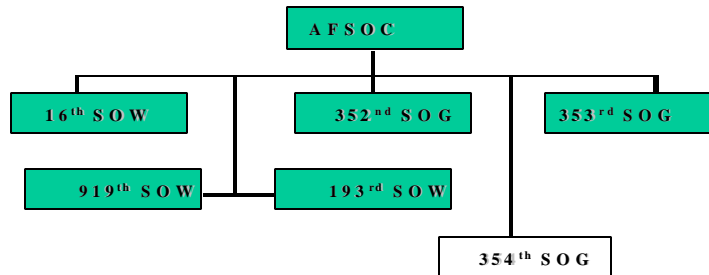 AFSOC
16th SOW
352nd SOG
353rd SOG
919th SOW
193rd SOW
354th SOG